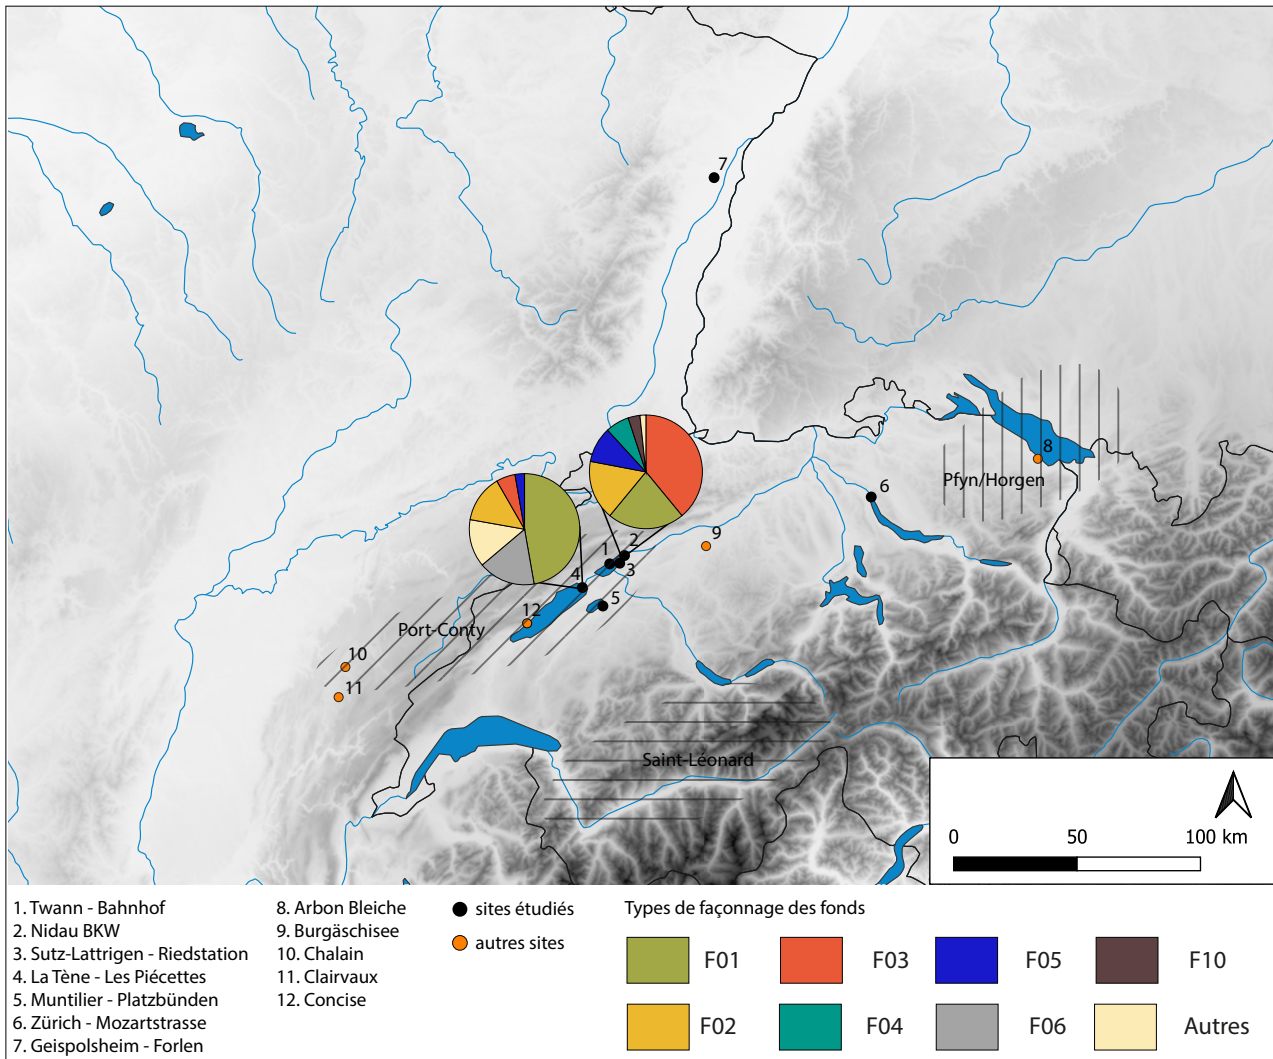 7
8
Pfyn/Horgen
6
9
2
1
3
4
5
12
Port-Conty
10
11
Saint-Léonard
0 50 100 km
1. Twann - Bahnhof
2. Nidau BKW
3. Sutz-Lattrigen - Riedstation
4. La Tène - Les Piécettes
5. Muntilier - Platzbünden
6. Zürich - Mozartstrasse
7. Geispolsheim - Forlen
8. Arbon Bleiche
9. Burgäschisee
10. Chalain
11. Clairvaux
12. Concise
sites étudiés
autres sites
Types de façonnage des fonds
F01 F03 F05 F10
F02 F04 F06 Autres